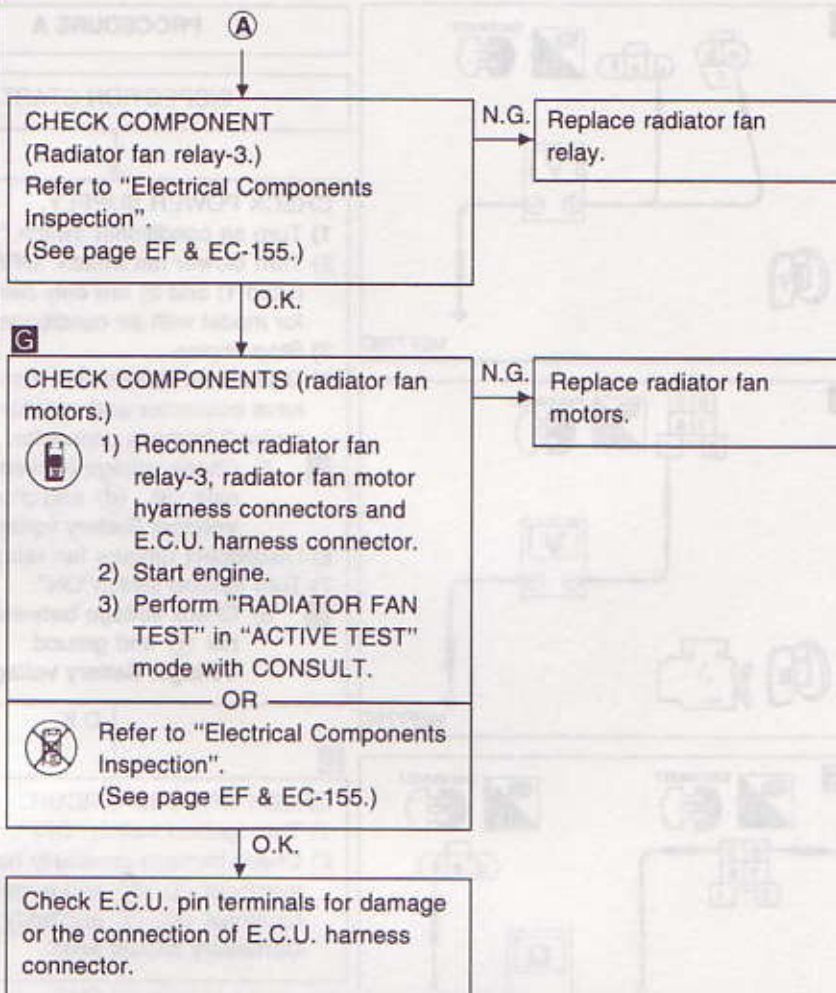 A
CHECK COMPONENT
(Radiator fan relay-3.)
Refer to "Electrical Components
Inspection".
(See page EF & EC-155.)
N.G.
Replace radiator fan
relay.
O.K.
G
CHECK COMPONENTS (radiator fan
motors.)
1) Reconnect radiator fan
relay-3, radiator fan motor
hyarness connectors and
E.C.U. harness connector.
2) Start engine.
3) Perform "RADIATOR FAN
TEST" in "ACTIVE TEST"
mode with CONSULT.
N.G.
Replace radiator fan
motors.
OR
Refer to "Electrical Components
Inspection".
(See page EF & EC-155.)
O.K.
Check E.C.U. pin terminals for damage
or the connection of E.C.U. harness
connector.